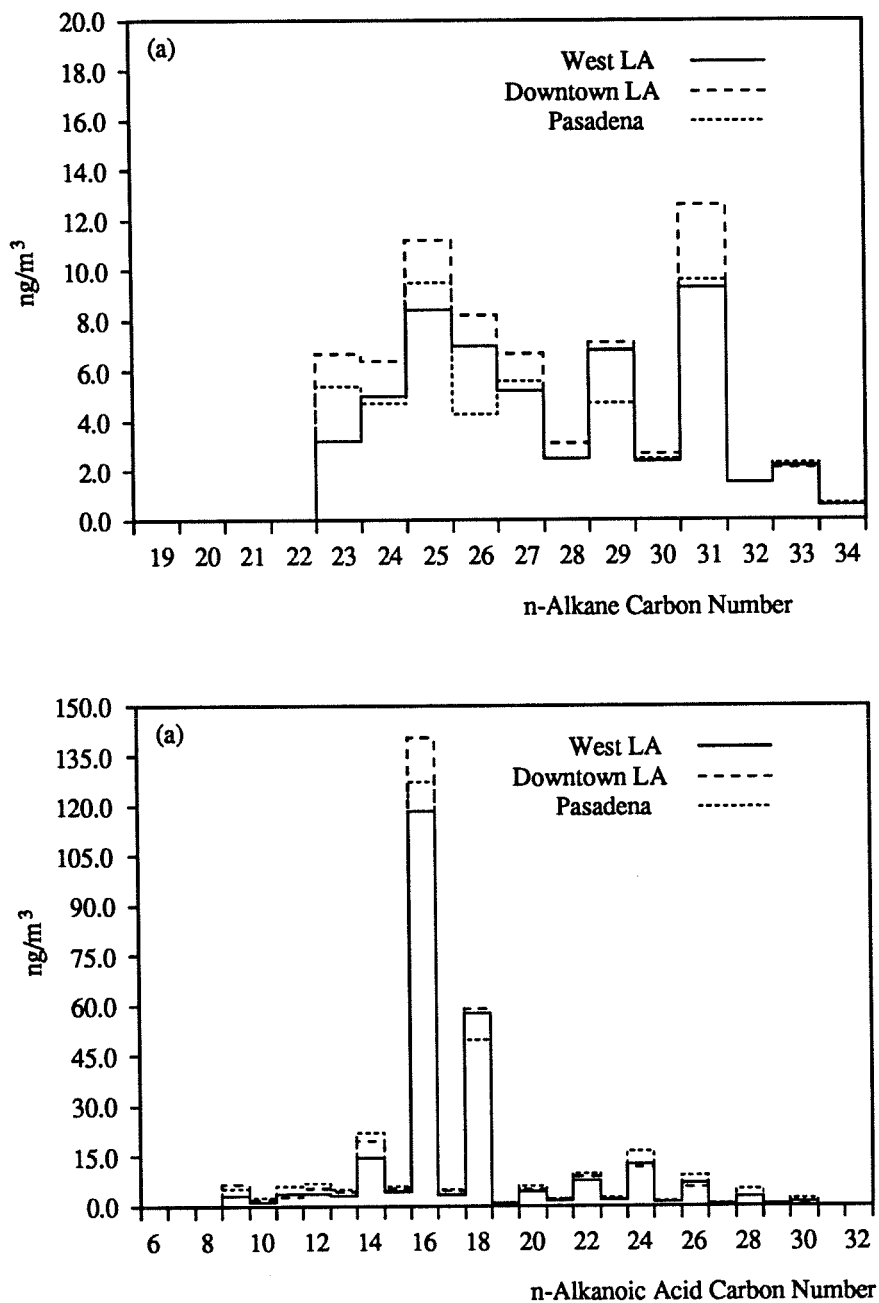 20.0
(a)
West LA
18.0
Downtown LA
16.0
Pasadena
14.0
12.0
10.0
8.0
6.0
4.0
2.0
0.0
ng/m³
19 20 21 22 23 24 25 26 27 28 29 30 31 32 33 34
n-Alkane Carbon Number
150.0
(a)
West LA
135.0
Downtown LA
120.0
Pasadena
105.0
90.0
75.0
60.0
45.0
30.0
15.0
0.0
ng/m³
6 8 10 12 14 16 18 20 22 24 26 28 30 32
n-Alkanoic Acid Carbon Number